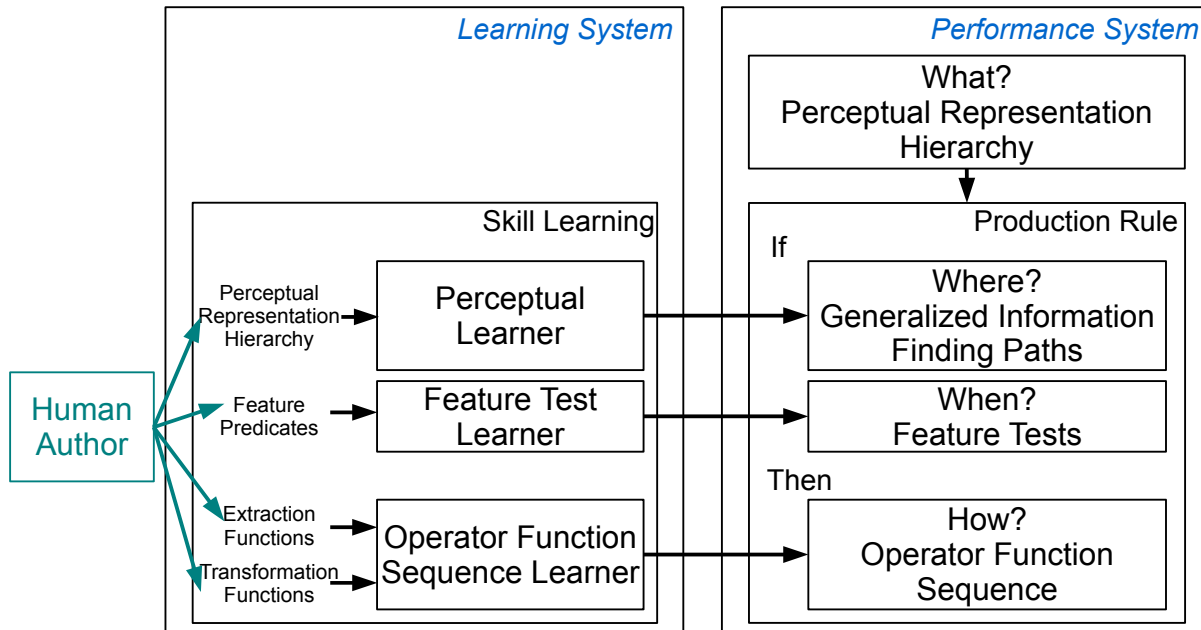 Learning System
Performance System
What?
Perceptual Representation
Hierarchy
Skill Learning
Production Rule
If
Perceptual
Representation
Hierarchy
Perceptual
Learner
Where?
Generalized Information
Finding Paths
Human
Author
Feature
Predicates
Feature Test
Learner
When?
Feature Tests
Then
Extraction
Functions
Transformation
Functions
Operator Function
Sequence Learner
How?
Operator Function
Sequence